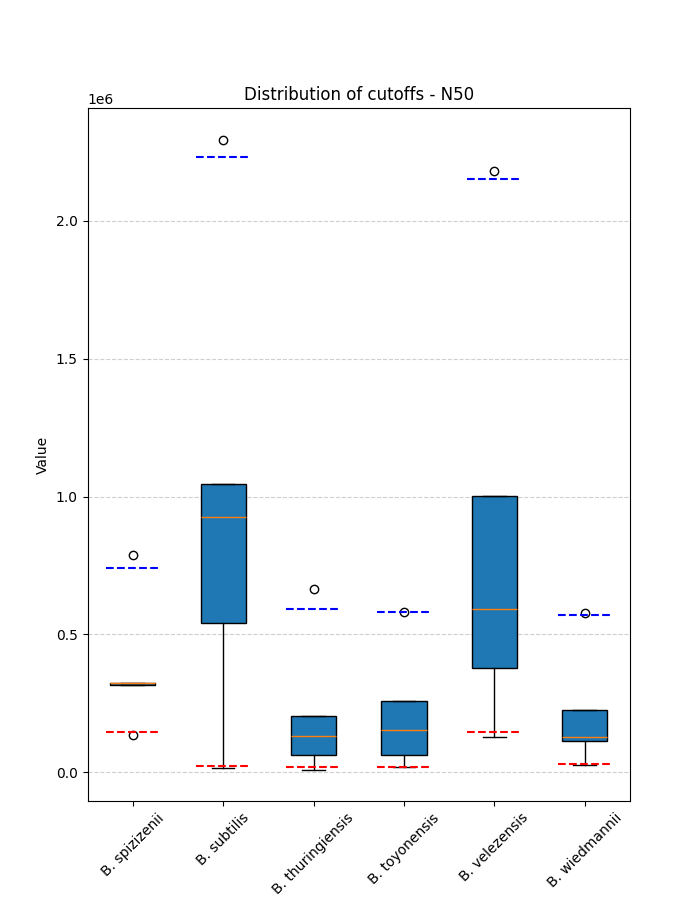 Distribution of cutoffs - N50
1e6
2.0
1.5
1.0
0.5
0.0
Value
B. spizizenii
B. subtilis
B. thuringiensis
B. toyonensis
B. velezensis
B. wiedmannii